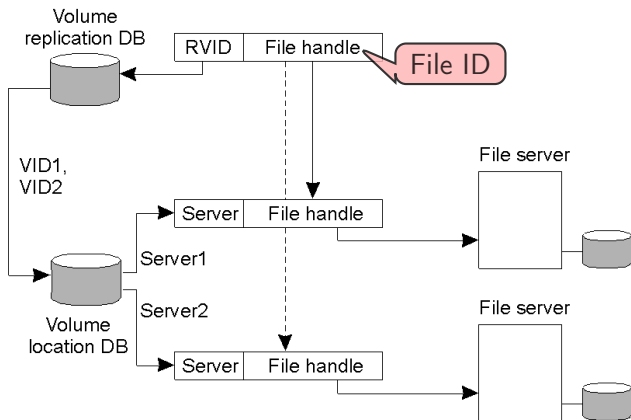 Volume
replication DB
RVID
File handle
File ID
VID1,
VID2
File server
Server
File handle
Server1
Server2
Volume
location DB
File server
Server
File handle